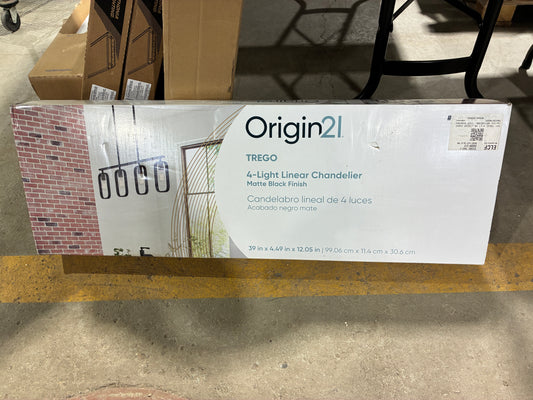 Origin21
TREGO
4-Light Linear Chandelier
Matte Black Finish
Candelabro lineal de 4 luces
Acabado negro mate
39 in x 4.49 in x 12.05 in | 99.06 cm x 11.4 cm x 30.6 cm